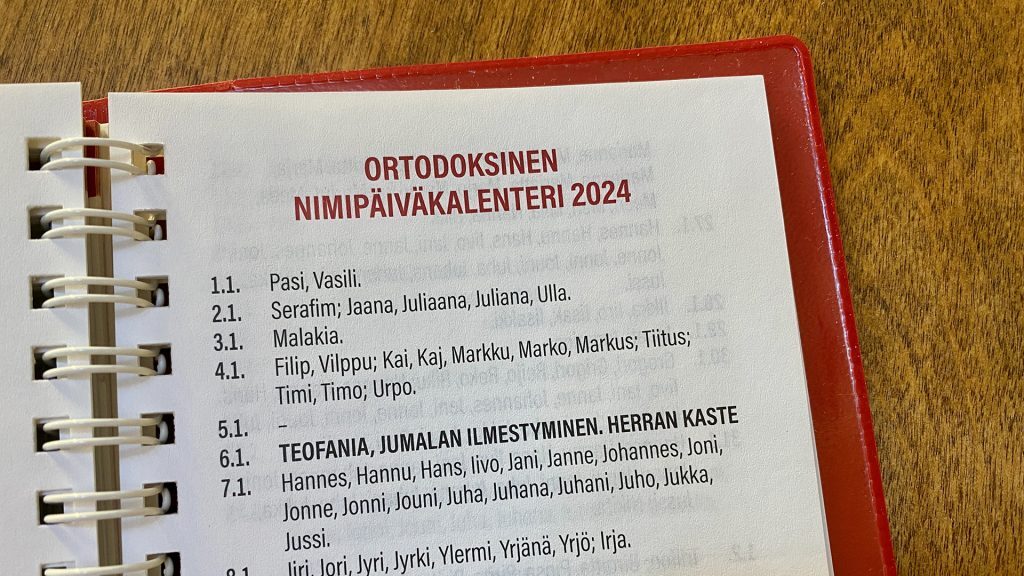 ORTODOKSINEN
NIMIPÄIVÄKALENTERI 2024
1.1. Pasi, Vasili.
2.1. Serafim; Jaana, Juliaana, Juliana, Ulla.
3.1. Malakia.
4.1. Filip, Vilppu; Kai, Kaj, Markku, Marko, Markus; Tiitus;
Timi, Timo; Urpo.
5.1. –
6.1. TEOFANIA, JUMALAN ILMESTYMINEN. HERRAN KASTE
7.1. Hannes, Hannu, Hans, Iivo, Jani, Janne, Johannes, Joni,
Jonne, Jonni, Jouni, Juha, Juhana, Juhani, Juho, Jukka,
Jussi.
8.1. Jiri, Jori, Jyri, Jyrki, Ylermi, Yrjänä, Yrjö; Irja.